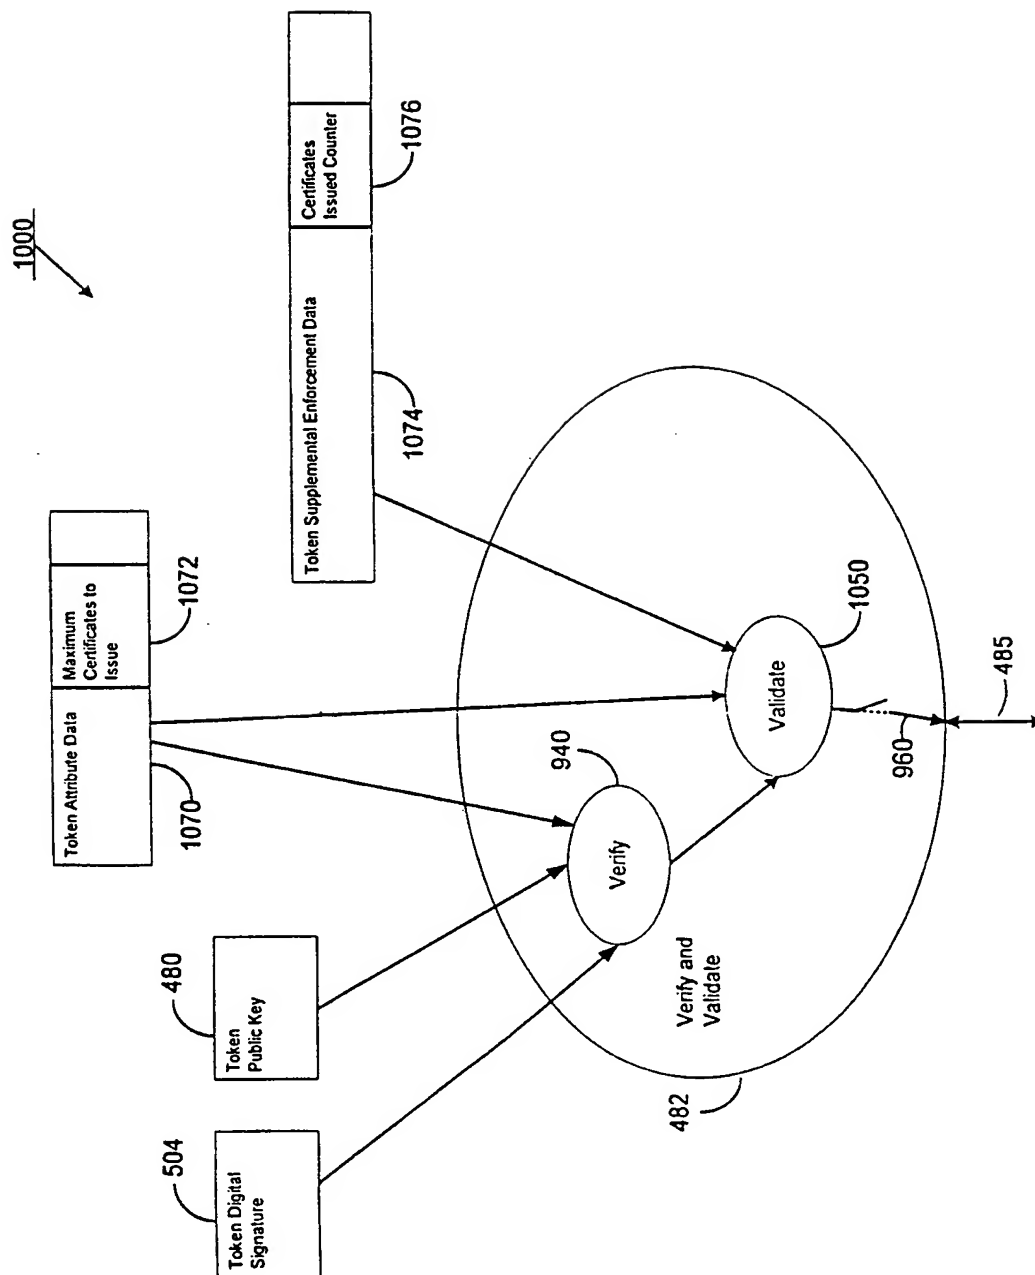 1000
Token Digital
Signature
504
Token
Public Key
480
Token Attribute Data
1070
Maximum
Certificates to
Issue
1072
Token Supplemental Enforcement Data
1074
Certificates
Issued Counter
1076
Verify
940
Validate
1050
Verify and
Validate
482
960
485